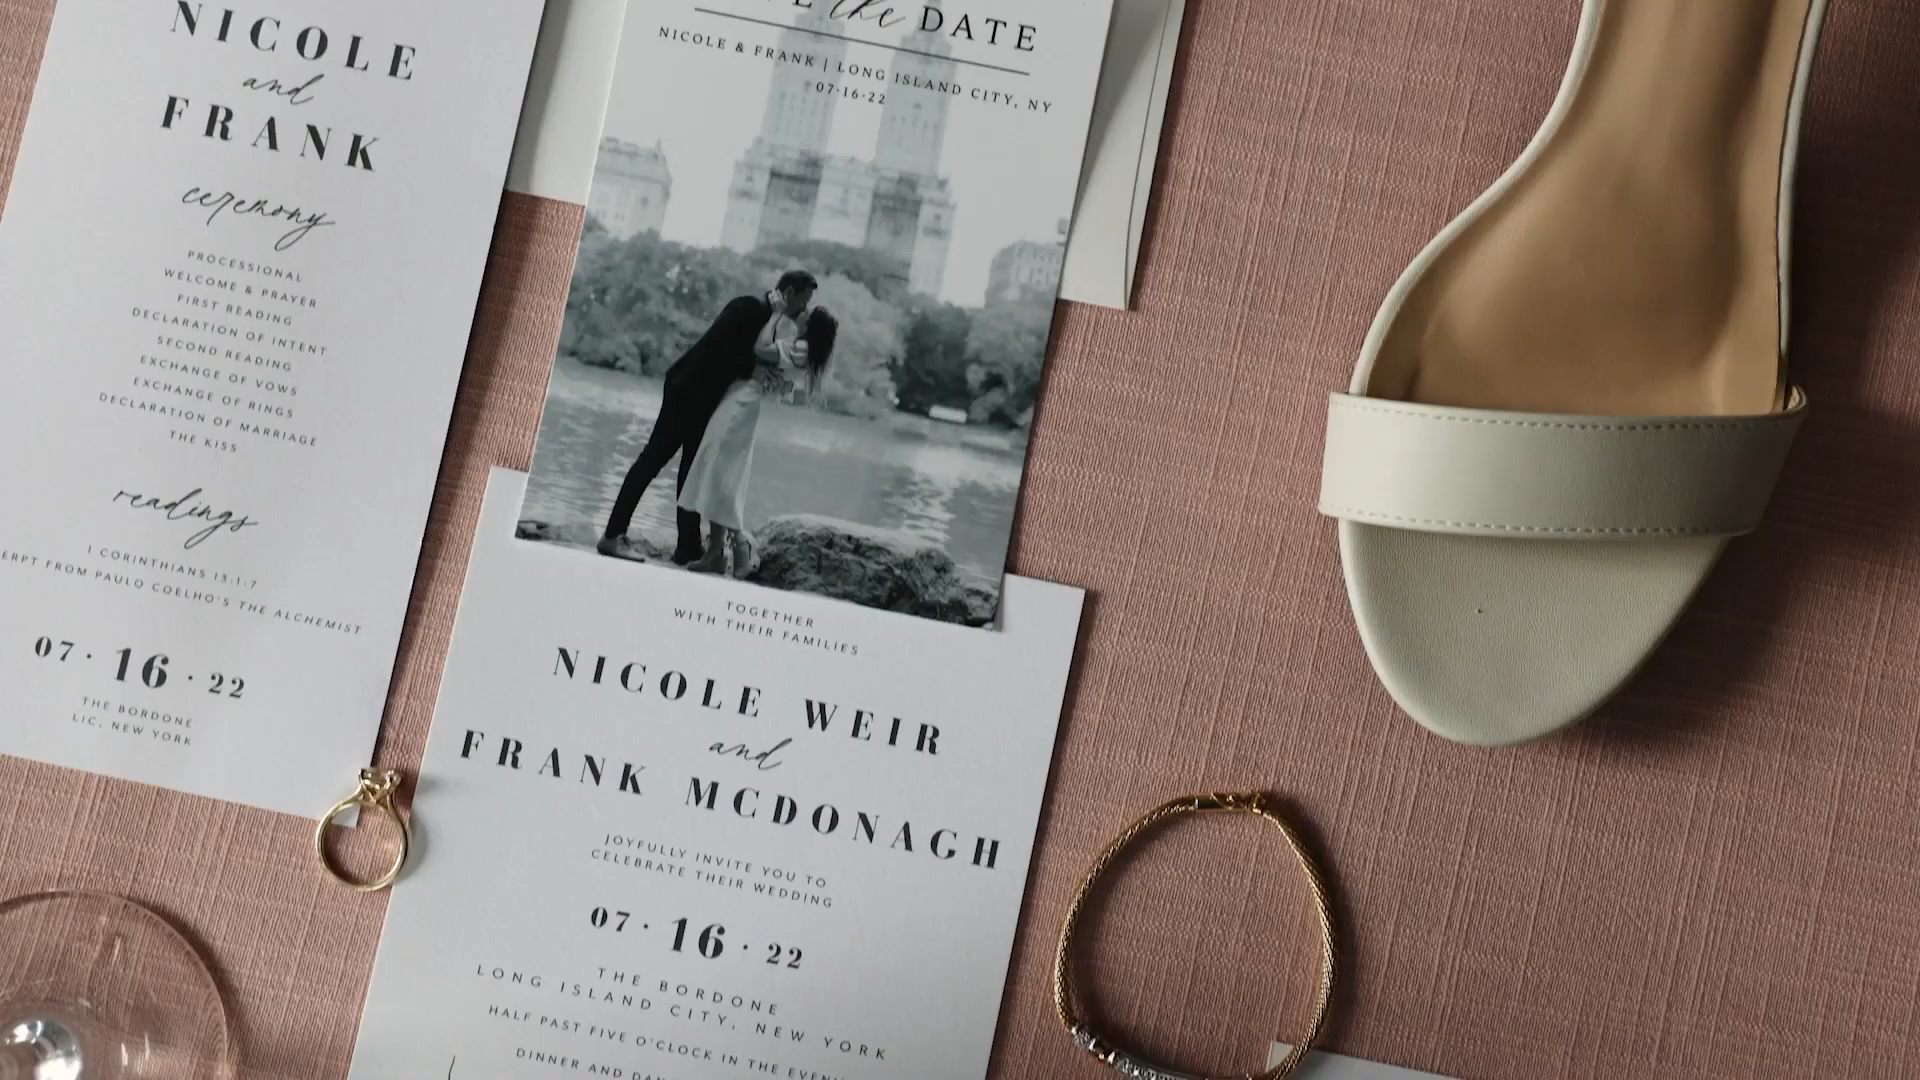 NICOLE
and
FRANK
ceremony
PROCESSIONAL
WELCOME & PRAYER
FIRST READING
DECLARATION OF INTENT
SECOND READING
EXCHANGE OF VOWS
EXCHANGE OF RINGS
DECLARATION OF MARRIAGE
THE KISS
readings
1 CORINTHIANS 13:1-7
FROM PAULO COELHO'S THE ALCHEMIST
07 · 16 · 22
THE BORDONE
LIC, NEW YORK
the DATE
NICOLE & FRANK | LONG ISLAND CITY, NY
07·16·22
TOGETHER
WITH THEIR FAMILIES
NICOLE WEIR
and
FRANK MCDONAGH
JOYFULLY INVITE YOU TO
CELEBRATE THEIR WEDDING
07 · 16 · 22
THE BORDONE
LONG ISLAND CITY, NEW YORK
HALF PAST FIVE O'CLOCK IN THE
DINNER AND